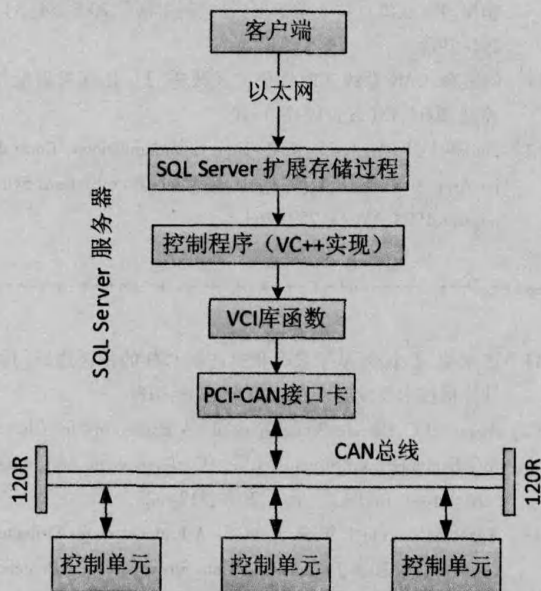 客户端
以太网
SQL Server 扩展存储过程
控制程序（VC++实现）
VCI库函数
PCI-CAN接口卡
SQL Server 服务器
CAN总线
120R
120R
控制单元
控制单元
控制单元